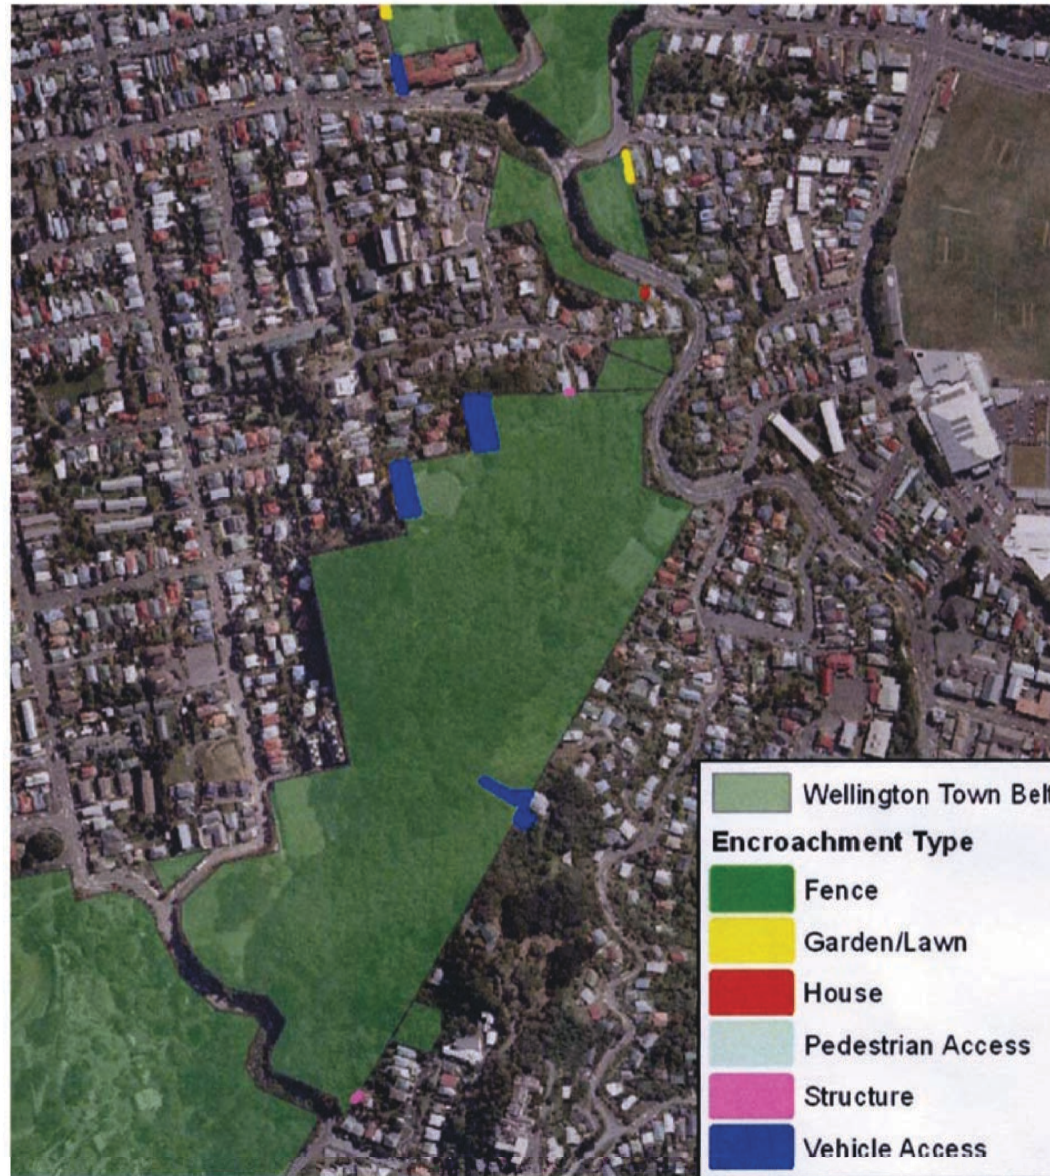 Wellington Town Belt
Encroachment Type
Fence
Garden/Lawn
House
Pedestrian Access
Structure
Vehicle Access